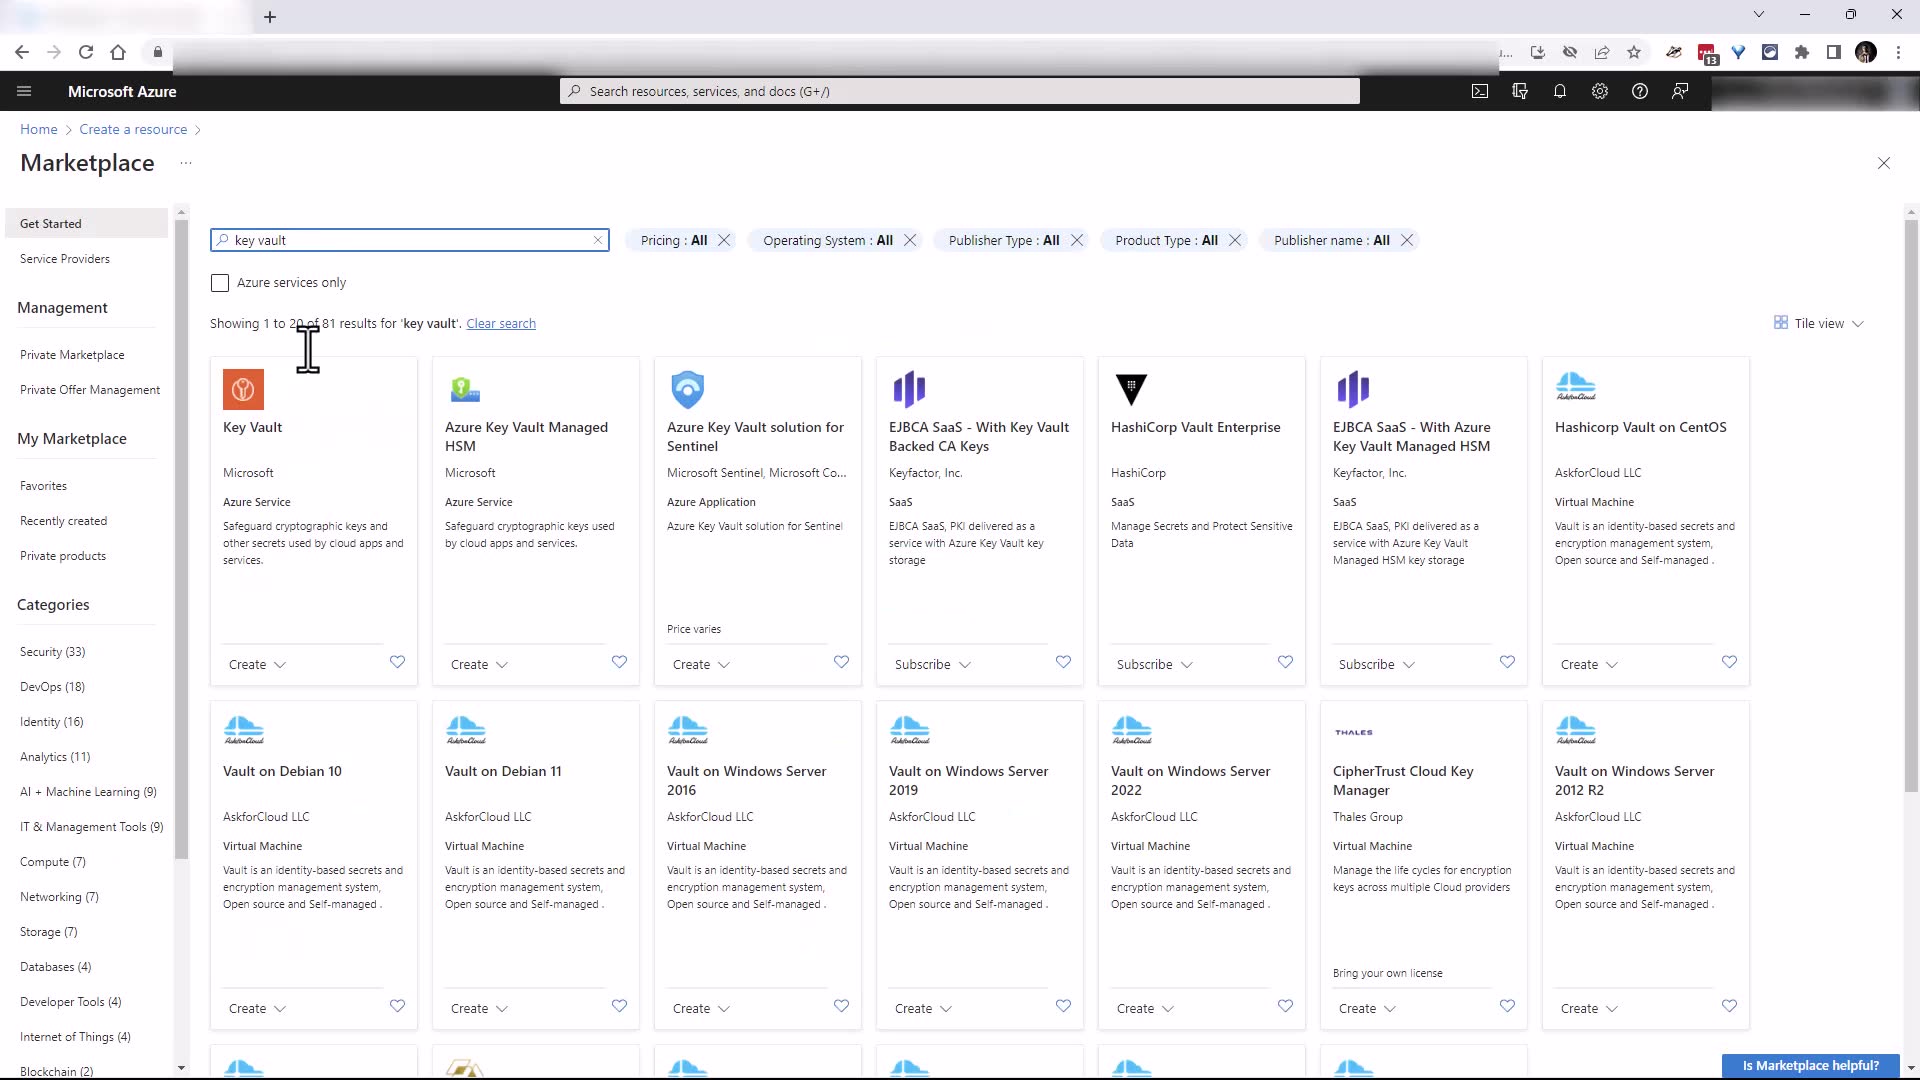 u...
13
Microsoft Azure
Search resources, services, and docs (G+/)
Home
Create a resource
Marketplace
...
Get Started
Service Providers
Management
Private Marketplace
Private Offer Management
My Marketplace
Favorites
Recently created
Private products
Categories
Security (33)
DevOps (18)
Identity (16)
Analytics (11)
AI + Machine Learning (9)
IT & Management Tools (9)
Compute (7)
Networking (7)
Storage (7)
Databases (4)
Developer Tools (4)
Internet of Things (4)
Blockchain (2)
key vault
Pricing : All
Operating System : All
Publisher Type : All
Product Type : All
Publisher name : All
Azure services only
Showing 1 to 20 of 81 results for 'key vault'. Clear search
Tile view
Key Vault
Microsoft
Azure Service
Safeguard cryptographic keys and
other secrets used by cloud apps and
services.
Create
Azure Key Vault Managed
HSM
Microsoft
Azure Service
Safeguard cryptographic keys used
by cloud apps and services.
Create
Azure Key Vault solution for
Sentinel
Microsoft Sentinel, Microsoft Co...
Azure Application
Azure Key Vault solution for Sentinel
Price varies
Create
EJBCA SaaS - With Key Vault
Backed CA Keys
Keyfactor, Inc.
SaaS
EJBCA SaaS, PKI delivered as a
service with Azure Key Vault key
storage
Subscribe
HashiCorp Vault Enterprise
HashiCorp
SaaS
Manage Secrets and Protect Sensitive
Data
Subscribe
EJBCA SaaS - With Azure
Key Vault Managed HSM
Keyfactor, Inc.
SaaS
EJBCA SaaS, PKI delivered as a
service with Azure Key Vault
Managed HSM key storage
Subscribe
AskforCloud
Hashicorp Vault on CentOS
AskforCloud LLC
Virtual Machine
Vault is an identity-based secrets and
encryption management system,
Open source and Self-managed .
Create
AskforCloud
Vault on Debian 10
AskforCloud LLC
Virtual Machine
Vault is an identity-based secrets and
encryption management system,
Open source and Self-managed .
Create
AskforCloud
Vault on Debian 11
AskforCloud LLC
Virtual Machine
Vault is an identity-based secrets and
encryption management system,
Open source and Self-managed .
Create
AskforCloud
Vault on Windows Server
2016
AskforCloud LLC
Virtual Machine
Vault is an identity-based secrets and
encryption management system,
Open source and Self-managed .
Create
AskforCloud
Vault on Windows Server
2019
AskforCloud LLC
Virtual Machine
Vault is an identity-based secrets and
encryption management system,
Open source and Self-managed .
Create
AskforCloud
Vault on Windows Server
2022
AskforCloud LLC
Virtual Machine
Vault is an identity-based secrets and
encryption management system,
Open source and Self-managed .
Create
THALES
CipherTrust Cloud Key
Manager
Thales Group
Virtual Machine
Manage the life cycles for encryption
keys across multiple Cloud providers
Bring your own license
Create
AskforCloud
Vault on Windows Server
2012 R2
AskforCloud LLC
Virtual Machine
Vault is an identity-based secrets and
encryption management system,
Open source and Self-managed .
Create
Is Marketplace helpful?